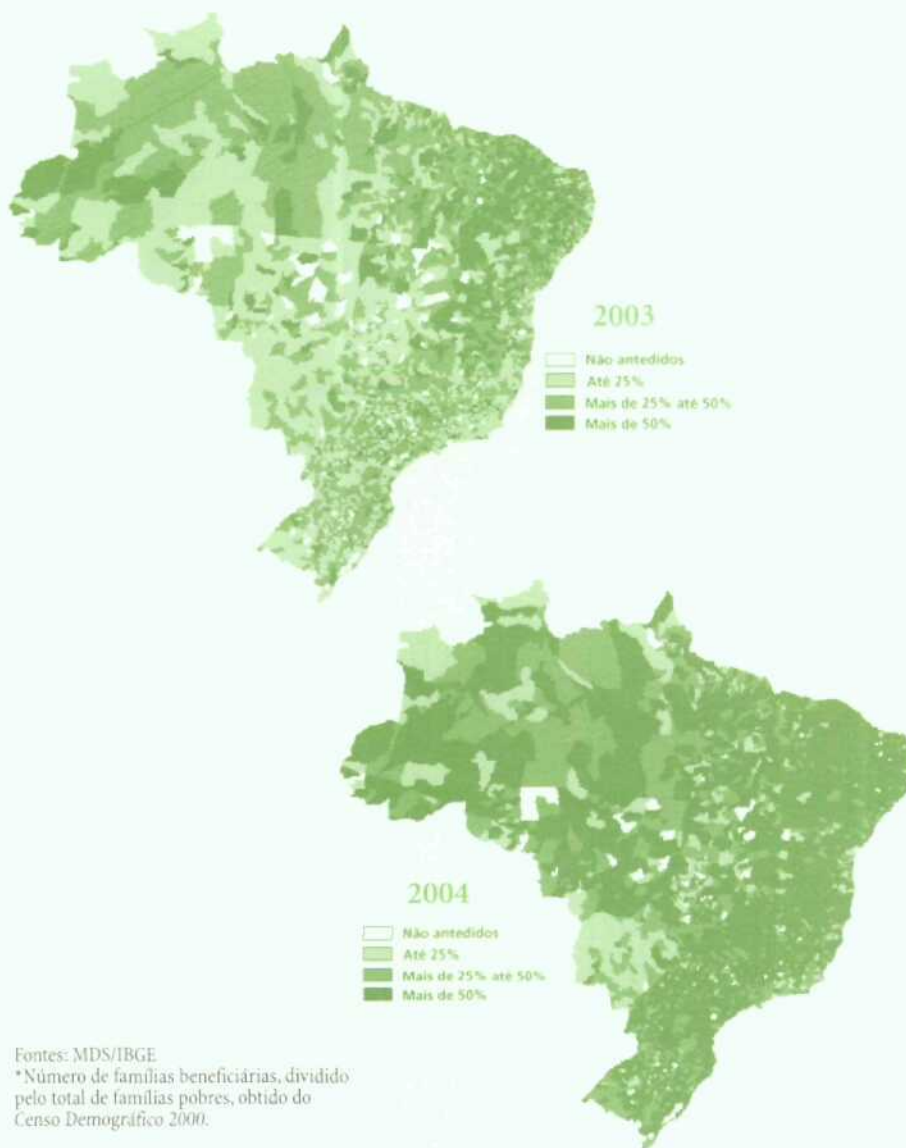 2003
Não antedidos
Até 25%
Mais de 25% até 50%
Mais de 50%
2004
Não antedidos
Até 25%
Mais de 25% até 50%
Mais de 50%
Fontes: MDS/IBGE
*Número de famílias beneficiárias, dividido
pelo total de famílias pobres, obtido do
Censo Demográfico 2000.